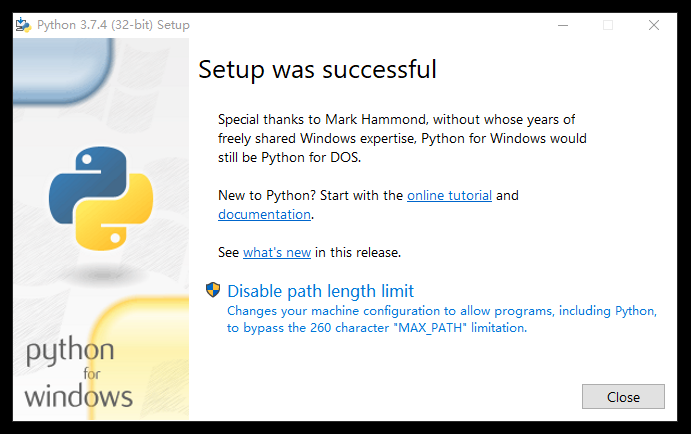 Python 3.7.4 (32-bit) Setup
Setup was successful
Special thanks to Mark Hammond, without whose years of
freely shared Windows expertise, Python for Windows would
still be Python for DOS.
New to Python? Start with the online tutorial and
documentation.
See what's new in this release.
Disable path length limit
Changes your machine configuration to allow programs, including Python,
to bypass the 260 character "MAX_PATH" limitation.
python
for
windows
Close